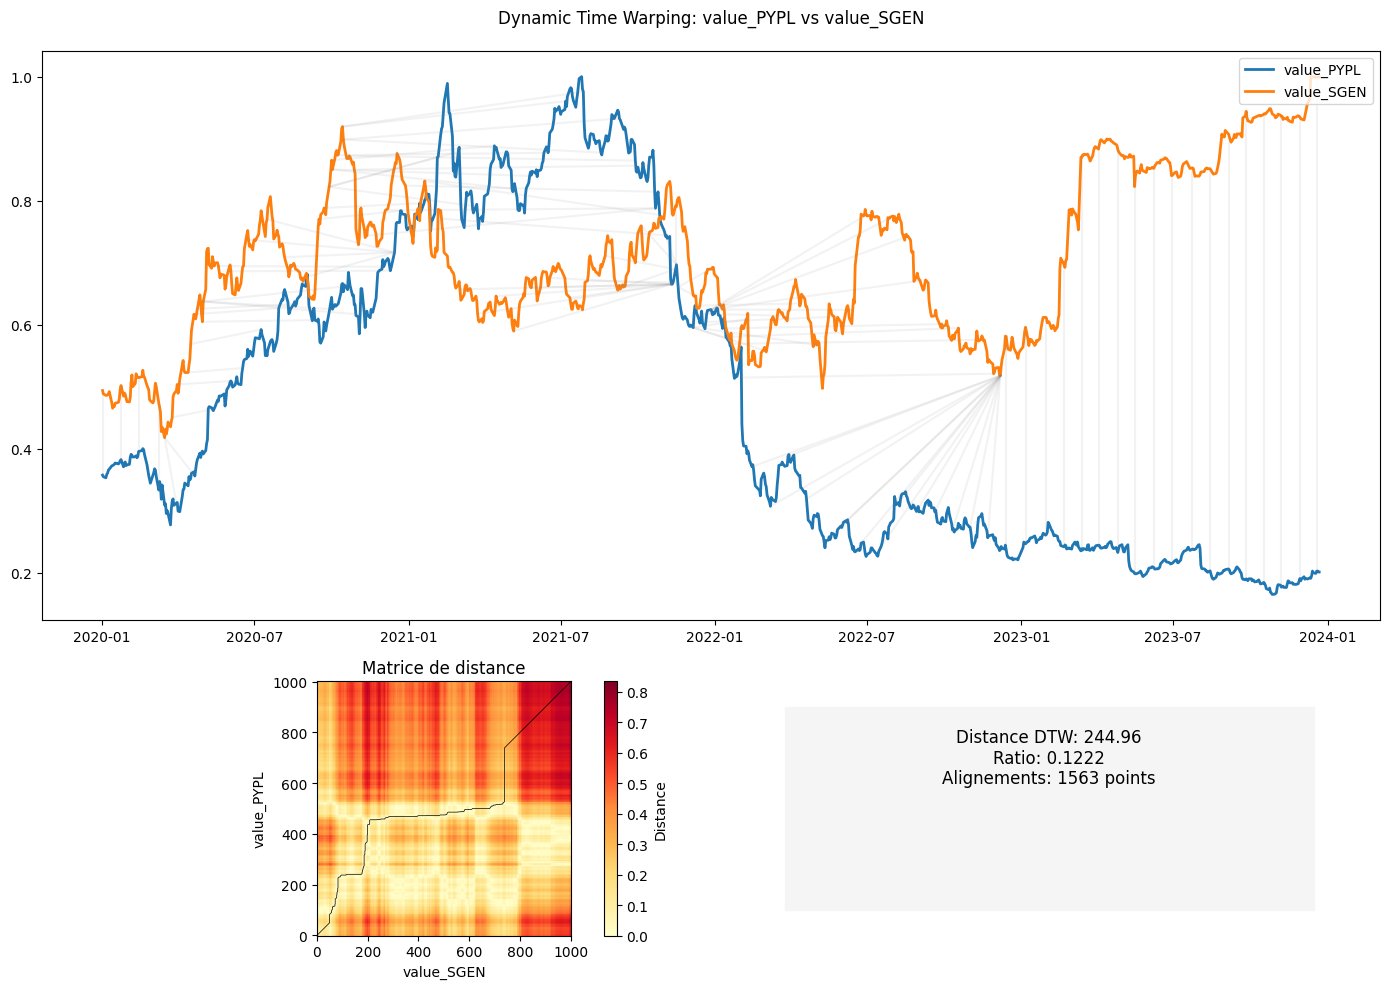 Dynamic Time Warping: value_PYPL vs value_SGEN
value_PYPL
value_SGEN
1.0
0.8
0.6
0.4
0.2
2020-01 2020-07 2021-01 2021-07 2022-01 2022-07 2023-01 2023-07 2024-01
Matrice de distance
value_PYPL
1000
800
600
400
200
0
0 200 400 600 800 1000
value_SGEN
0.8
0.7
0.6
0.5
0.4
0.3
0.2
0.1
0.0
Distance
Distance DTW: 244.96
Ratio: 0.1222
Alignements: 1563 points